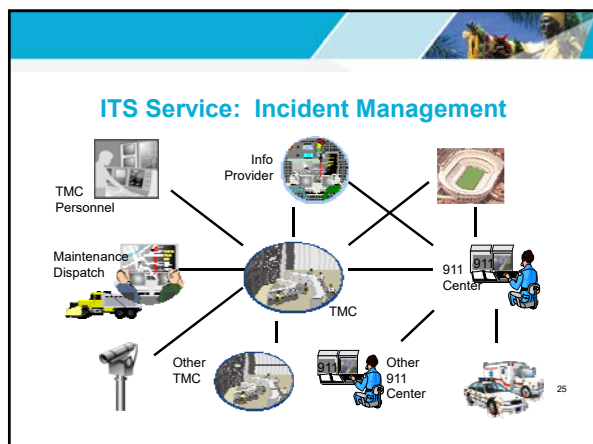 ITS Service: Incident Management
TMC
Personnel
Info
Provider
Maintenance
Dispatch
TMC
911
911
Center
Other
TMC
911
Other
911
Center
25